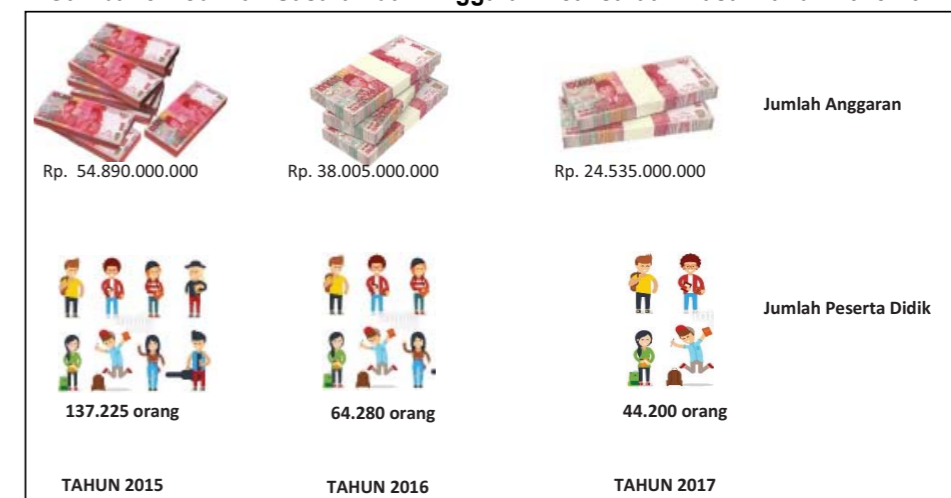 Jumlah Anggaran
Rp. 54.890.000.000
Rp. 38.005.000.000
Rp. 24.535.000.000
Jumlah Peserta Didik
137.225 orang
64.280 orang
44.200 orang
TAHUN 2015
TAHUN 2016
TAHUN 2017